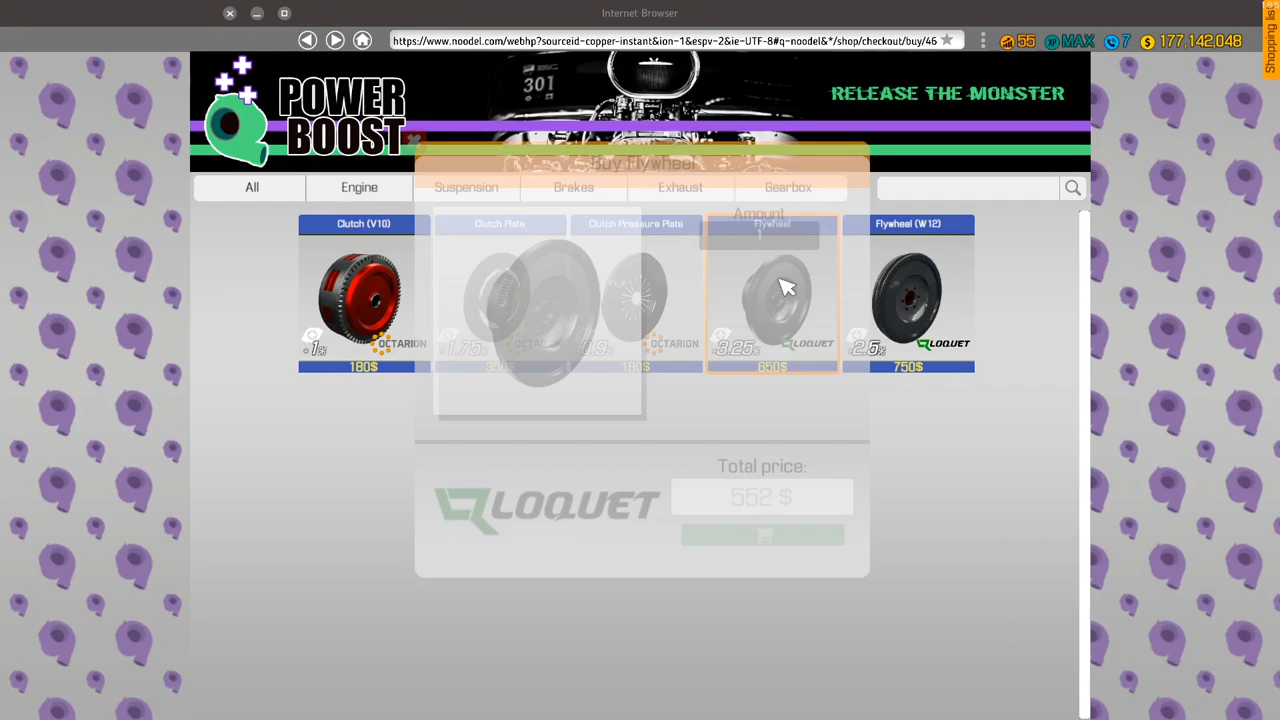 Internet Browser
Shopping list
https://www.noodel.com/webhp?sourceid-copper-instant&ion-1&espv-2&ie-UTF-8#q-noodel&*/shop/checkout/buy/46
55
MAX
7
177,142,048
POWER
BOOST
301
RELEASE THE MONSTER
Buy Flywheel
All
Engine
Suspension
Brakes
Exhaust
Gearbox
Amount
1
Clutch (V10)
Clutch Plate
Clutch Pressure Plate
Flywheel
Flywheel (W12)
+1%
OCTARION
+1.75%
OCTARION
+0.9%
OCTARION
+3.25%
LOQUET
+2.5%
LOQUET
180$
350$
160$
650$
750$
Total price:
LOQUET
552 $